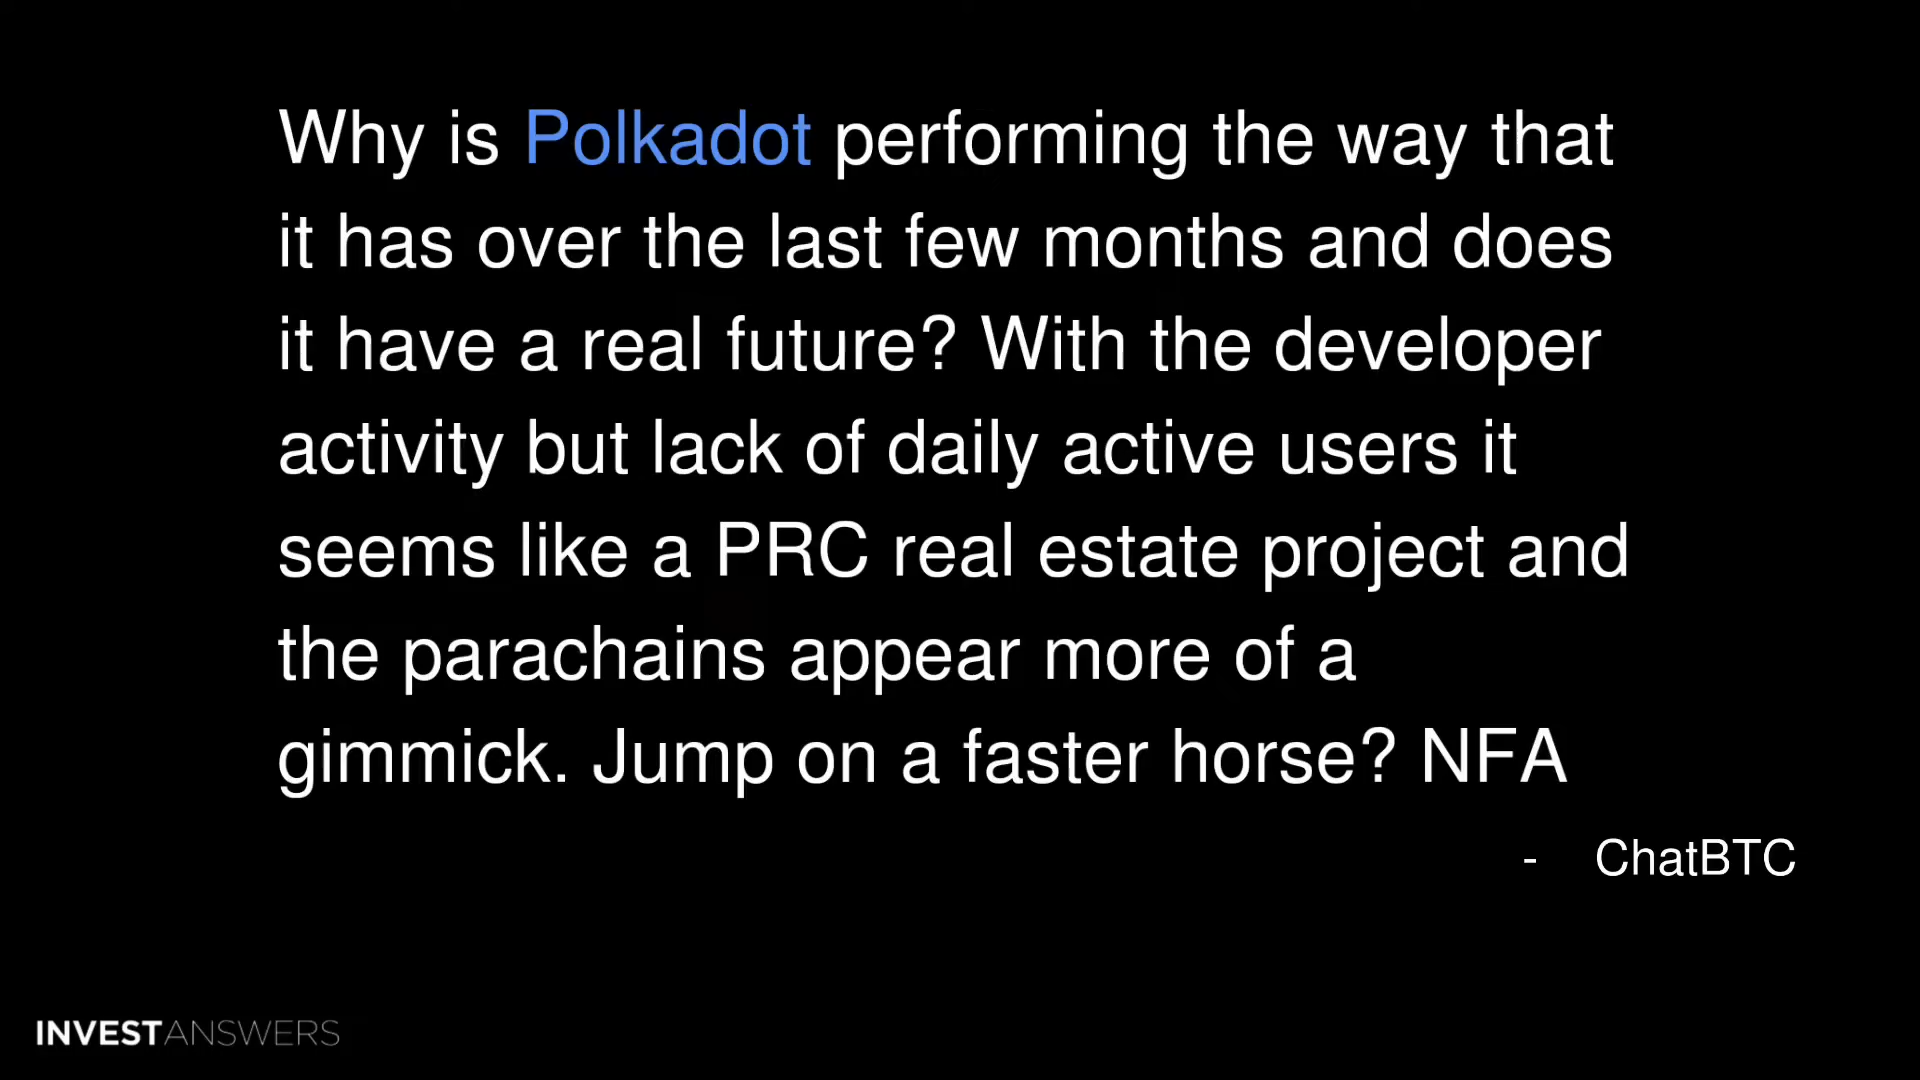 Why is Polkadot performing the way that
it has over the last few months and does
it have a real future? With the developer
activity but lack of daily active users it
seems like a PRC real estate project and
the parachains appear more of a
gimmick. Jump on a faster horse? NFA
- ChatBTC
INVESTANSWERS